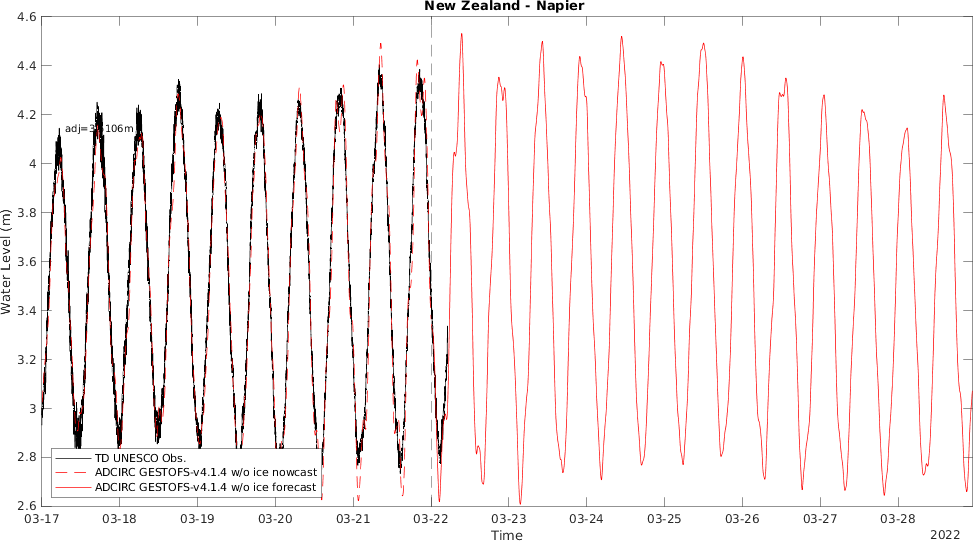 New Zealand - Napier
4.6
4.4
4.2
4
3.8
3.6
3.4
3.2
3
2.8
2.6
Water Level (m)
TD UNESCO Obs.
ADCIRC GESTOFS-v4.1.4 w/o ice nowcast
ADCIRC GESTOFS-v4.1.4 w/o ice forecast
03-17 03-18 03-19 03-20 03-21 03-22 03-23 03-24 03-25 03-26 03-27 03-28
Time
2022